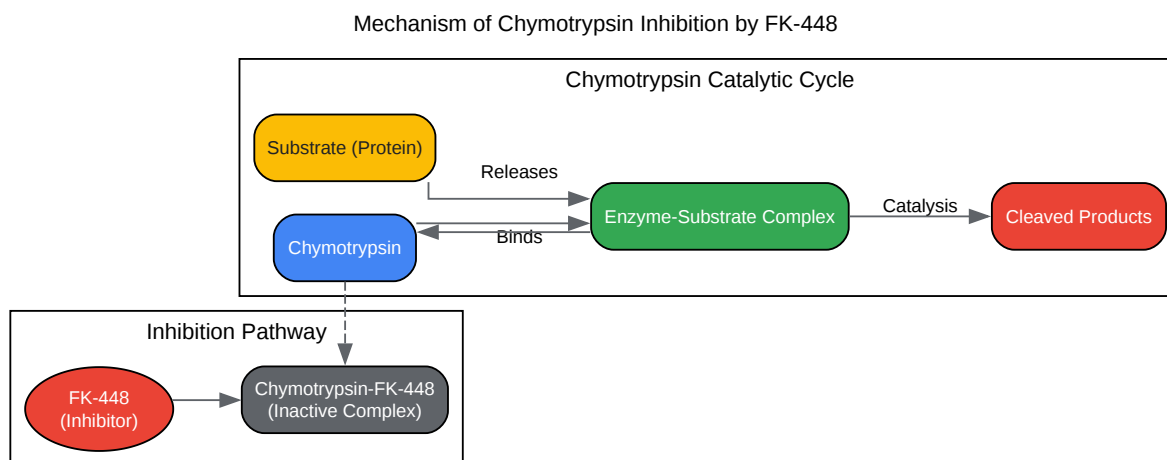 Mechanism of Chymotrypsin Inhibition by FK-448
Chymotrypsin Catalytic Cycle
Substrate (Protein)
Releases
Enzyme-Substrate Complex
Catalysis
Cleaved Products
Chymotrypsin
Binds
Inhibition Pathway
FK-448
(Inhibitor)
Chymotrypsin-FK-448
(Inactive Complex)